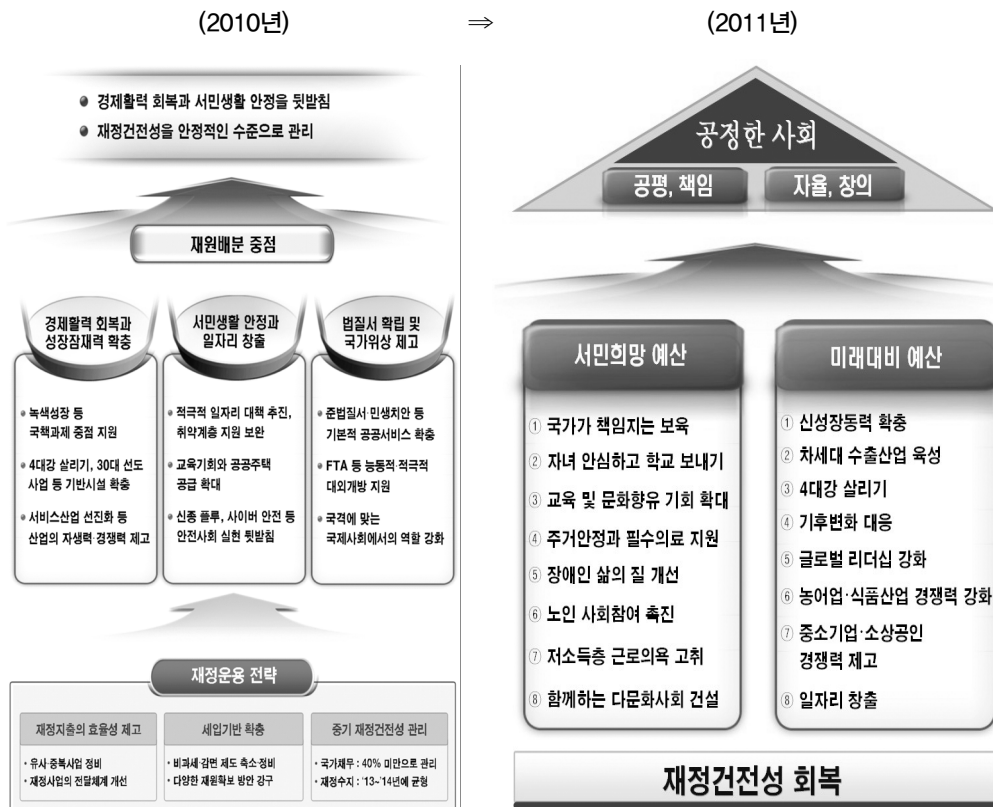 (2010년)
⇒
(2011년)
경제활력 회복과 서민생활 안정을 뒷받침
재정건전성을 안정적인 수준으로 관리
재원배분 중점
경제활력 회복과
성장잠재력 확충
녹색성장 등
국책과제 중점 지원
4대강 살리기, 30대 선도
사업 등 기반시설 확충
서비스산업 선진화 등
산업의 자생력·경쟁력 제고
서민생활 안정과
일자리 창출
적극적 일자리 대책 추진,
취약계층 지원 보완
교육기회와 공공주택
공급 확대
신종 플루, 사이버 안전 등
안전사회 실현 뒷받침
법질서 확립 및
국가위상 제고
준법질서·민생치안 등
기본적 공공서비스 확충
FTA 등 능동적·적극적
대외개방 지원
국격에 맞는
국제사회에서의 역할 강화
재정운용 전략
재정지출의 효율성 제고
· 유사·중복사업 정비
· 재정사업의 전달체계 개선
세입기반 확충
· 비과세·감면 제도 축소·정비
· 다양한 재원확보 방안 강구
중기 재정건전성 관리
· 국가채무 : 40% 미만으로 관리
· 재정수지 : '13~'14년에 균형
공정한 사회
공평, 책임
자율, 창의
서민희망 예산
① 국가가 책임지는 보육
② 자녀 안심하고 학교 보내기
③ 교육 및 문화향유 기회 확대
④ 주거안정과 필수의료 지원
⑤ 장애인 삶의 질 개선
⑥ 노인 사회참여 촉진
⑦ 저소득층 근로의욕 고취
⑧ 함께하는 다문화사회 건설
미래대비 예산
① 신성장동력 확충
② 차세대 수출산업 육성
③ 4대강 살리기
④ 기후변화 대응
⑤ 글로벌 리더십 강화
⑥ 농어업·식품산업 경쟁력 강화
⑦ 중소기업·소상공인
경쟁력 제고
⑧ 일자리 창출
재정건전성 회복